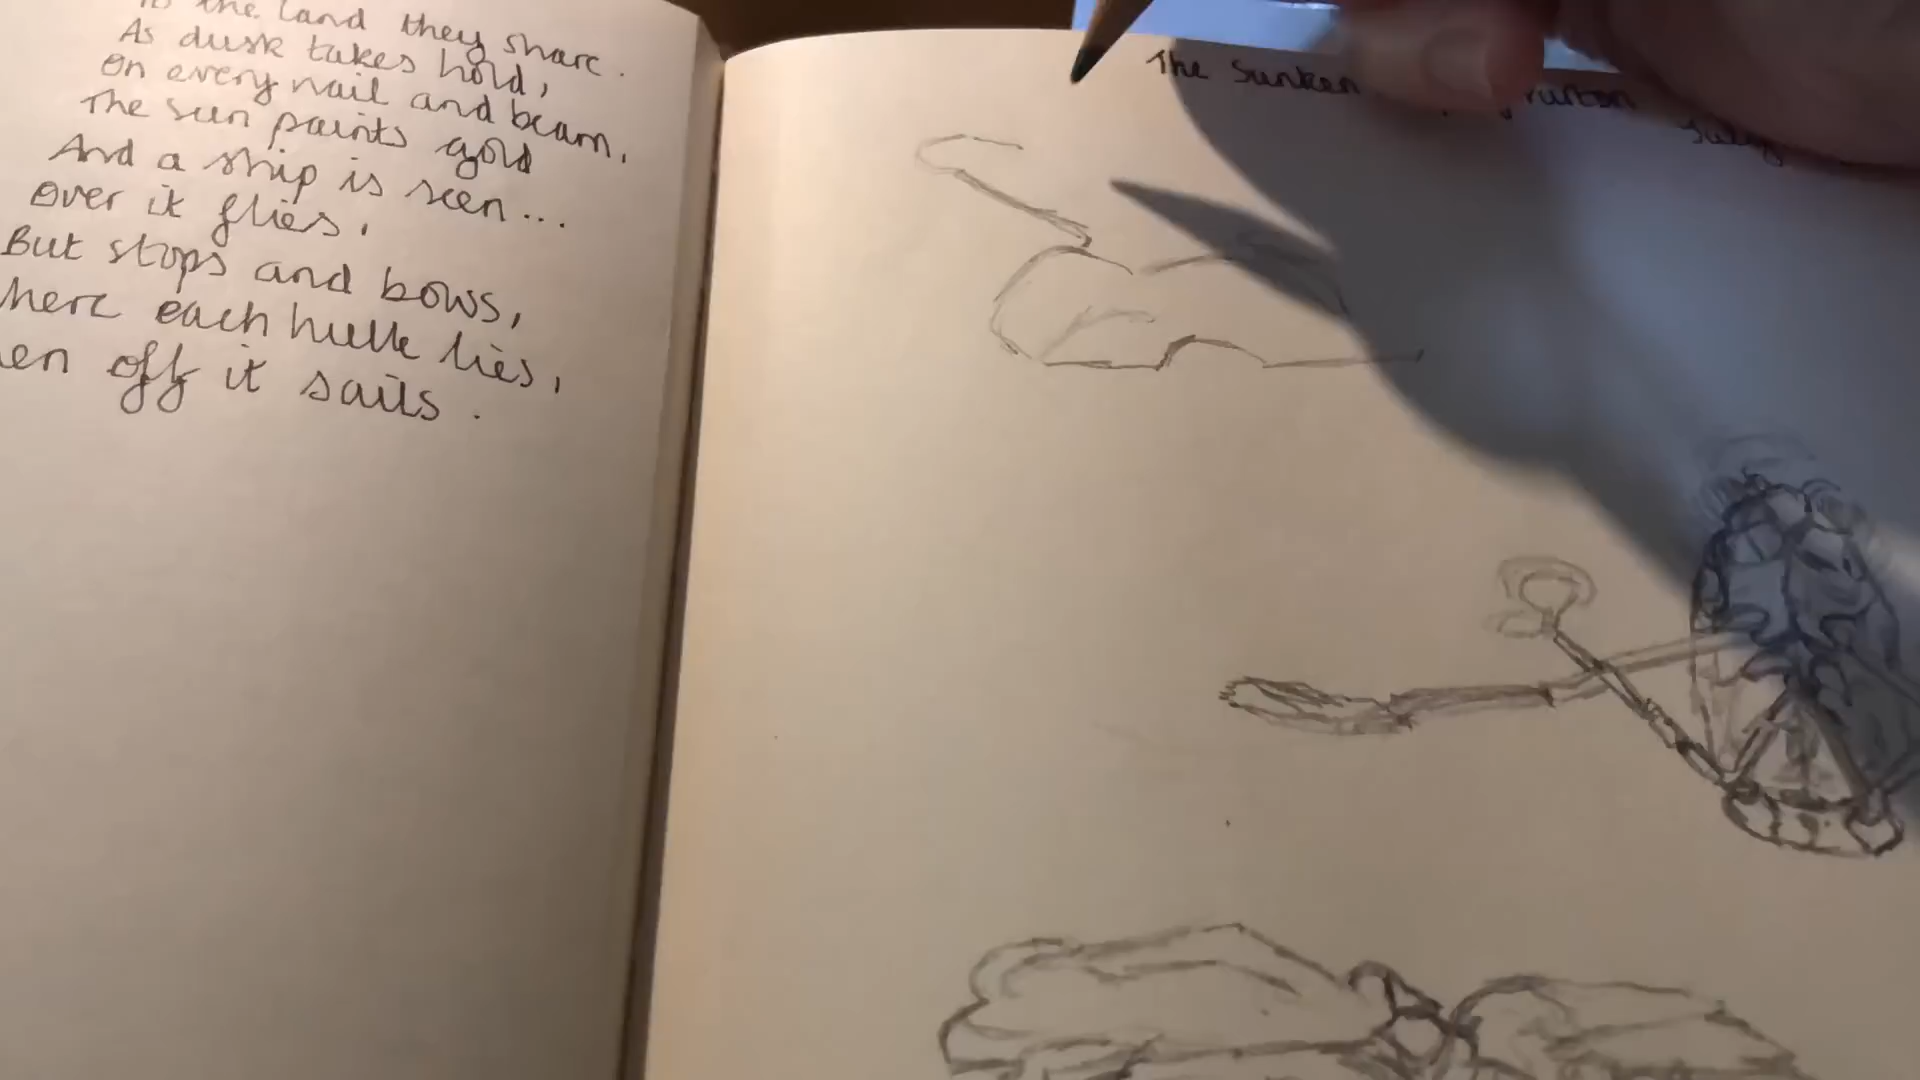 the land they share.
As dusk takes hold,
On every nail and beam,
The sun paints gold
And a ship is seen...
Over it flies,
But stops and bows,
here each hulk lies,
en off it sails.
The Sunken
July